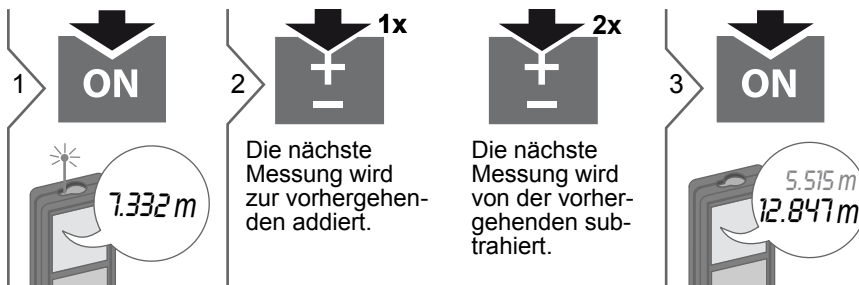 1
ON
7.332 m
2
1x
+
–
Die nächste
Messung wird
zur vorhergehen-
den addiert.
2x
+
–
Die nächste
Messung wird
von der vorher-
gehenden sub-
trahiert.
3
ON
5.515 m
12.847 m